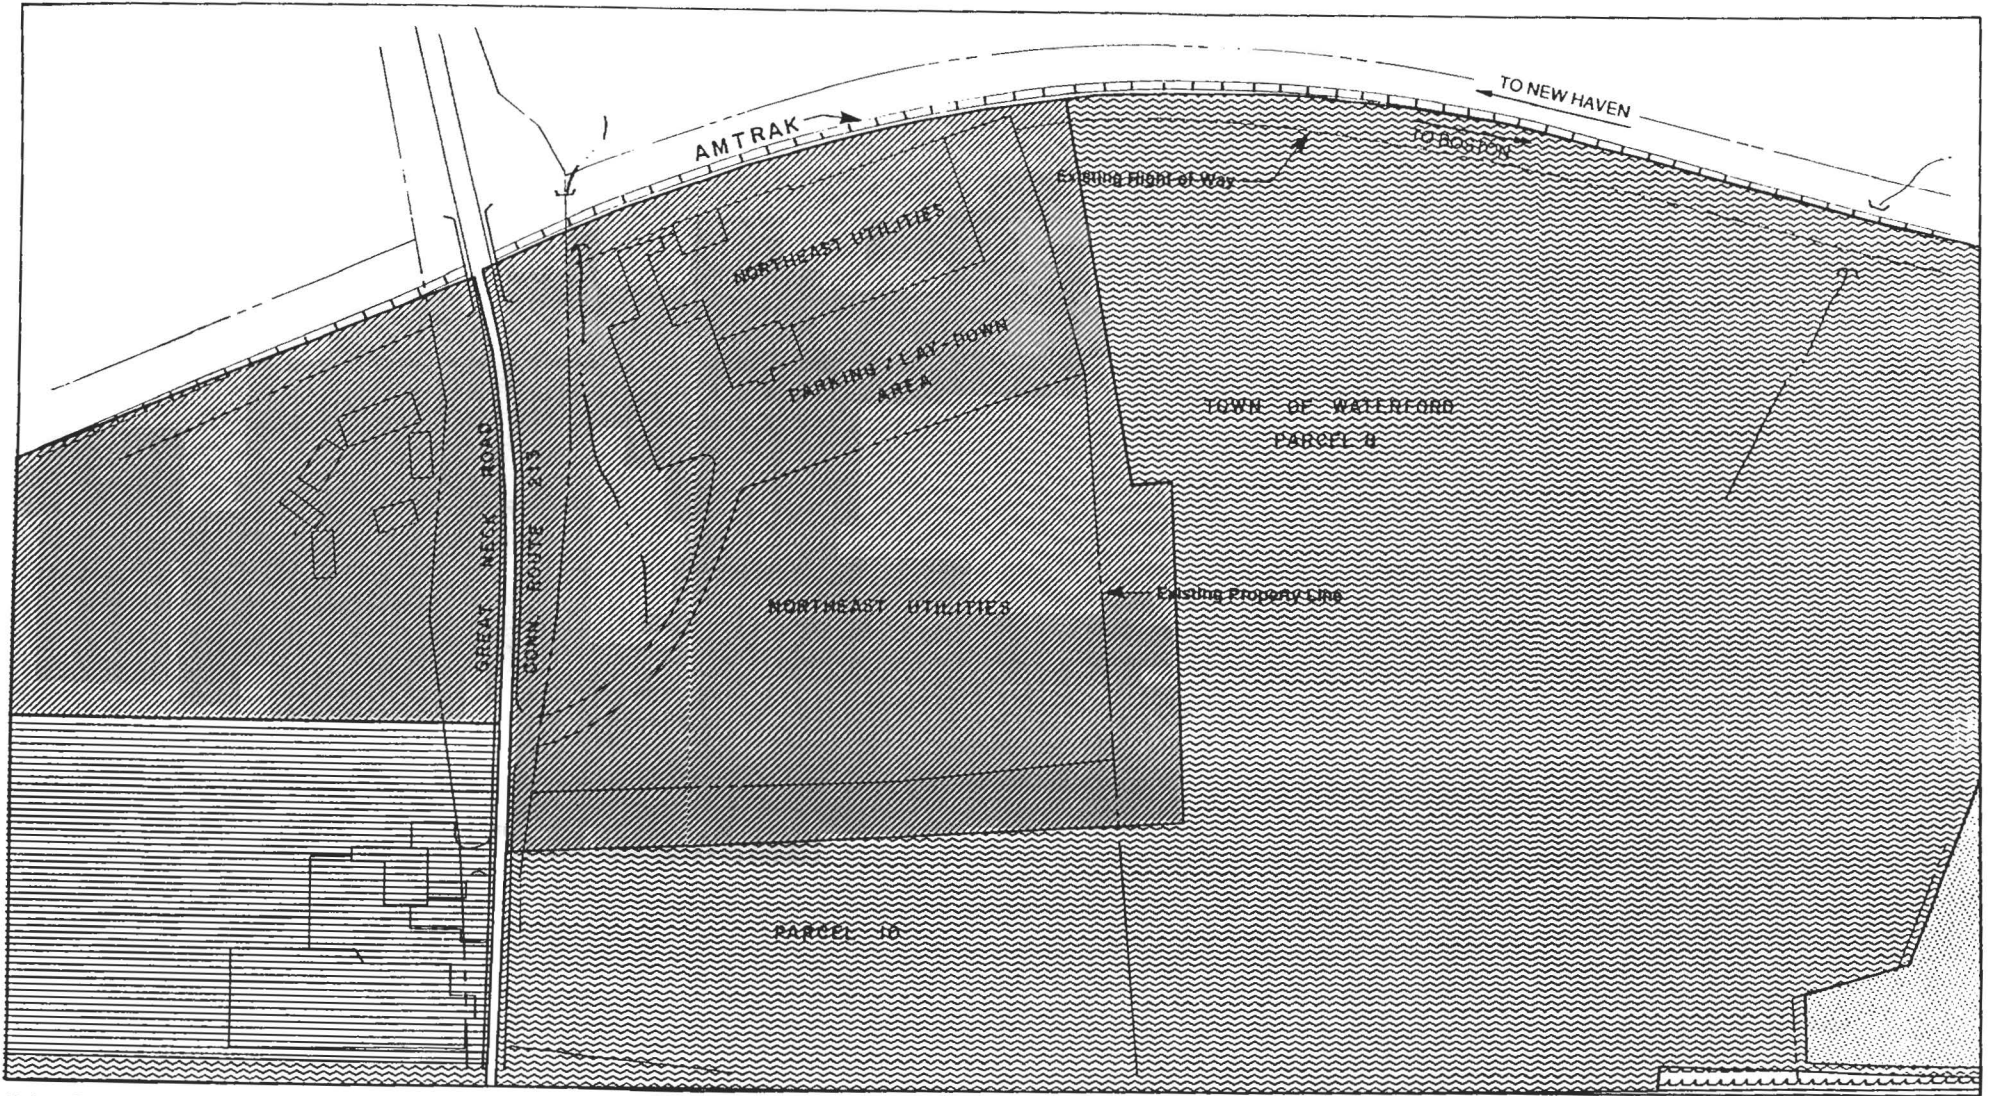 TO NEW HAVEN
AMTRAK
TO BOSTON
Existing Right of Way
NORTHEAST UTILITIES
PARKING / LAY-DOWN
AREA
TOWN OF WATERFORD
PARCEL
GREAT NECK ROAD
CONN. ROUTE 213
Existing Property Line
NORTHEAST UTILITIES
PARCEL 10